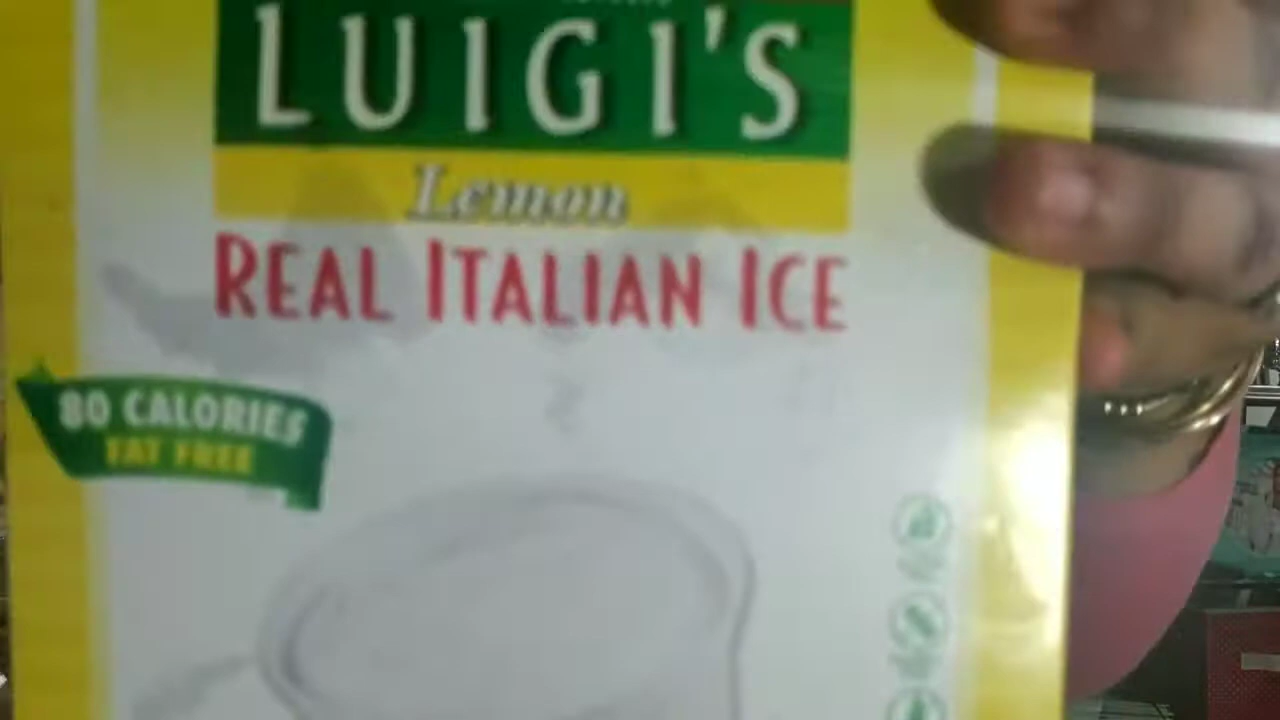 LUIGI'S
Lemon
REAL ITALIAN ICE
80 CALORIES
FAT FREE